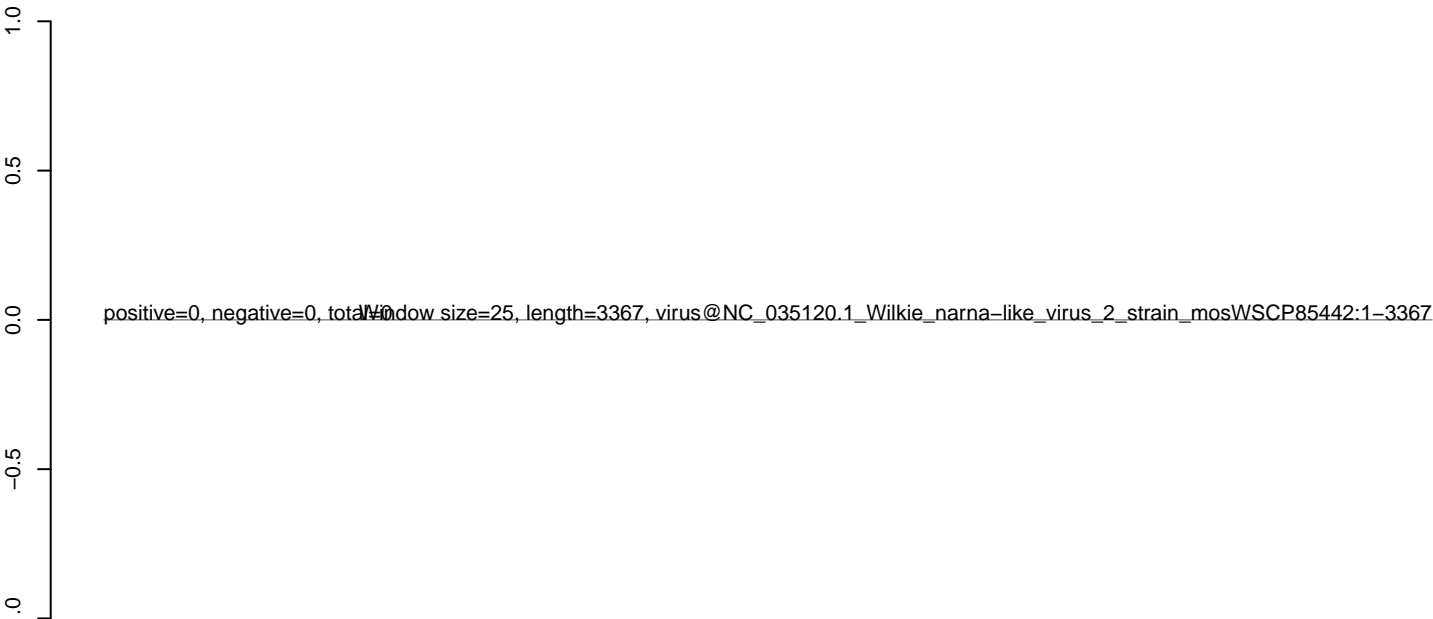 1.0
0.5
0.0
−0.5
.0
positive=0, negative=0, total=0
Window size=25, length=3367, virus@NC_035120.1_Wilkie_narna−like_virus_2_strain_mosWSCP85442:1−3367